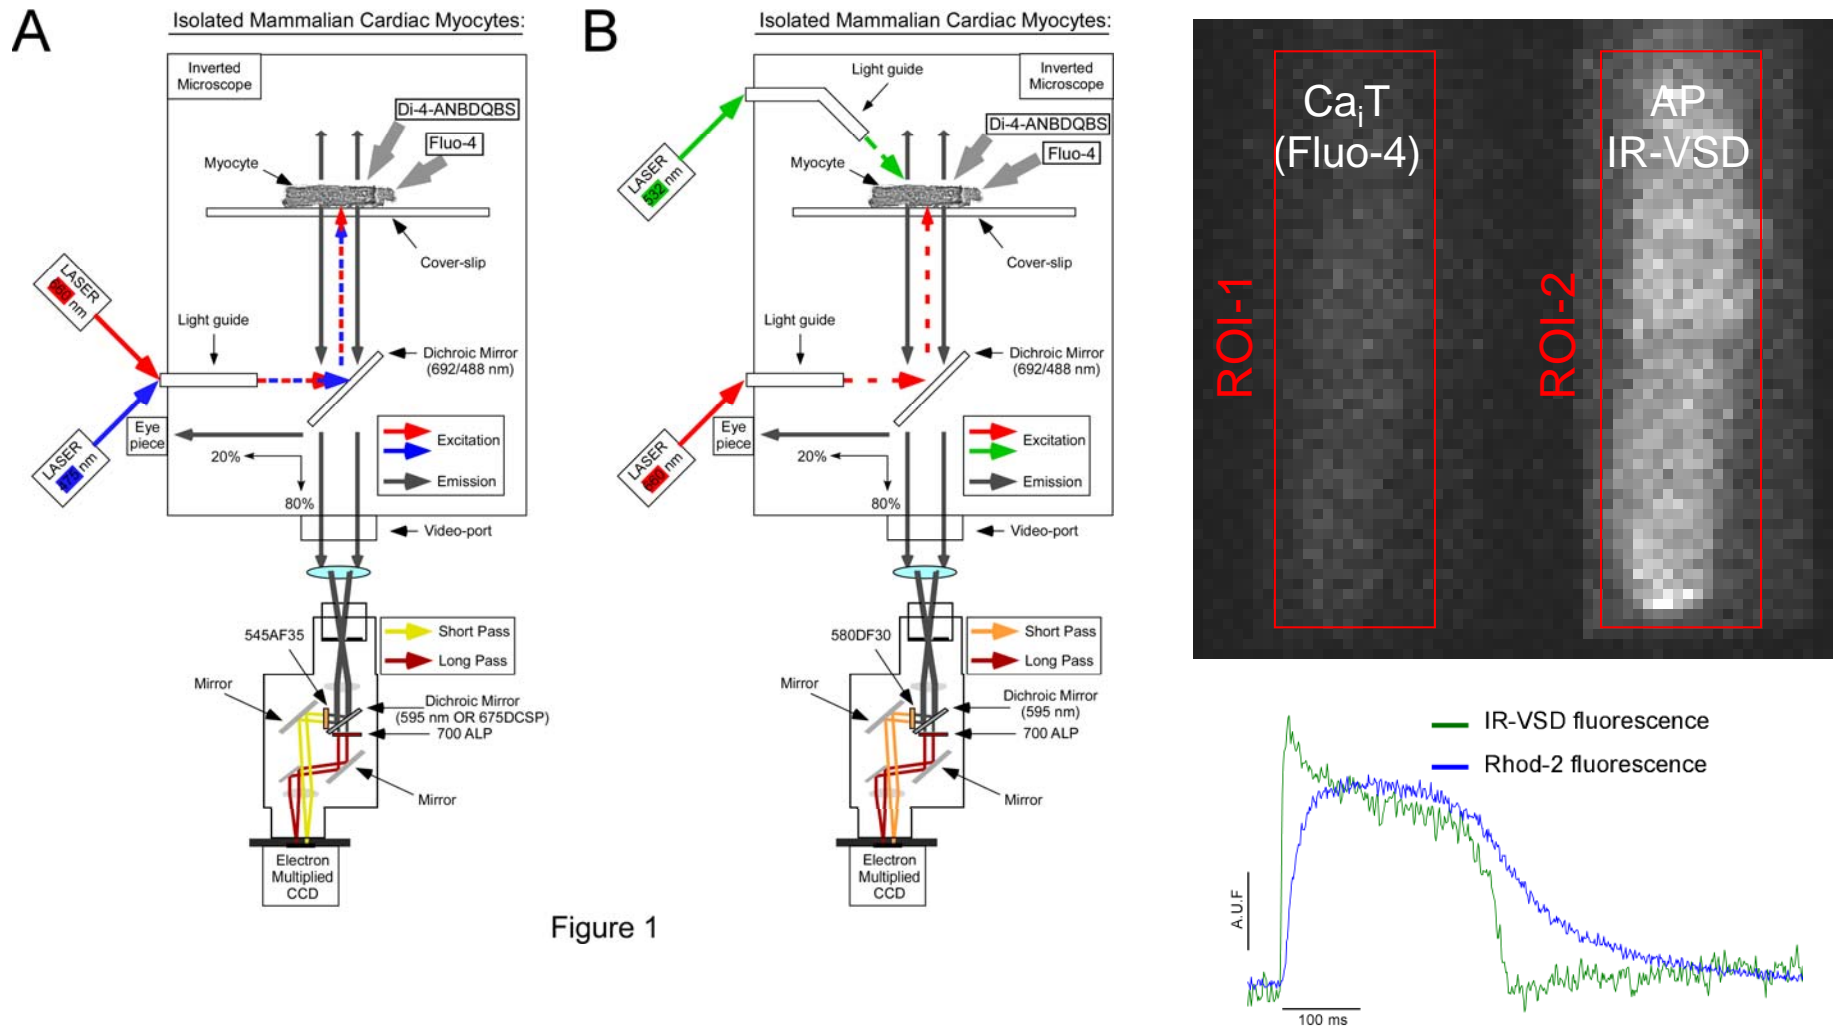 A
Isolated Mammalian Cardiac Myocytes:
Inverted
Microscope
Di-4-ANBDQBS
Fluo-4
Myocyte
Cover-slip
LASER
660 nm
Light guide
Dichroic Mirror
(692/488 nm)
LASER
475 nm
Eye
piece
20%
80%
Excitation
Emission
Video-port
545AF35
Short Pass
Long Pass
Mirror
Dichroic Mirror
(595 nm OR 675DCSP)
700 ALP
Mirror
Electron
Multiplied
CCD
B
Isolated Mammalian Cardiac Myocytes:
Light guide
Inverted
Microscope
Di-4-ANBDQBS
Fluo-4
LASER
532 nm
Myocyte
Cover-slip
Light guide
Dichroic Mirror
(692/488 nm)
LASER
660 nm
Eye
piece
20%
80%
Excitation
Emission
Video-port
580DF30
Short Pass
Long Pass
Mirror
Dichroic Mirror
(595 nm)
700 ALP
Mirror
Electron
Multiplied
CCD
Figure 1
CaiT
(Fluo-4)
AP
IR-VSD
ROI-1
ROI-2
IR-VSD fluorescence
Rhod-2 fluorescence
A.U.F
100 ms